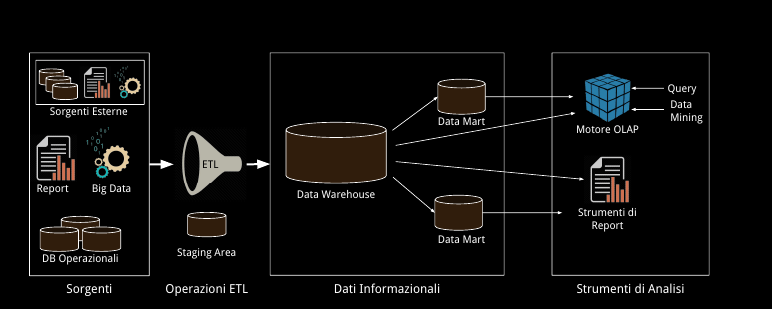 Sorgenti Esterne
Report
Big Data
DB Operazionali
Sorgenti
ETL
Staging Area
Operazioni ETL
Data Warehouse
Data Mart
Data Mart
Dati Informazionali
Query
Data
Mining
Motore OLAP
Strumenti di
Report
Strumenti di Analisi